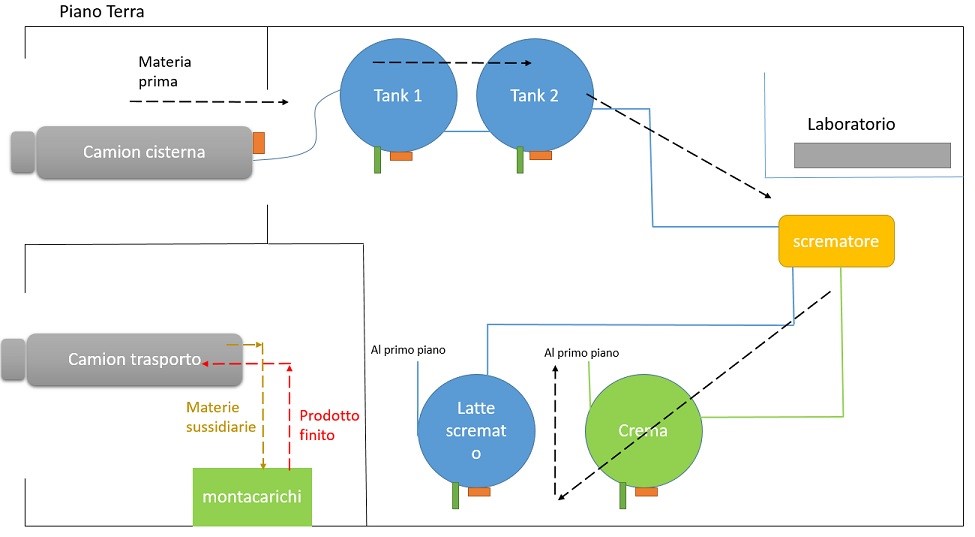 Piano Terra
Materia
prima
Tank 1
Tank 2
Laboratorio
Camion cisterna
scrematore
Camion trasporto
Al primo piano
Al primo piano
Materie
sussidiarie
Prodotto
finito
Latte
scremat
o
Crema
montacarichi